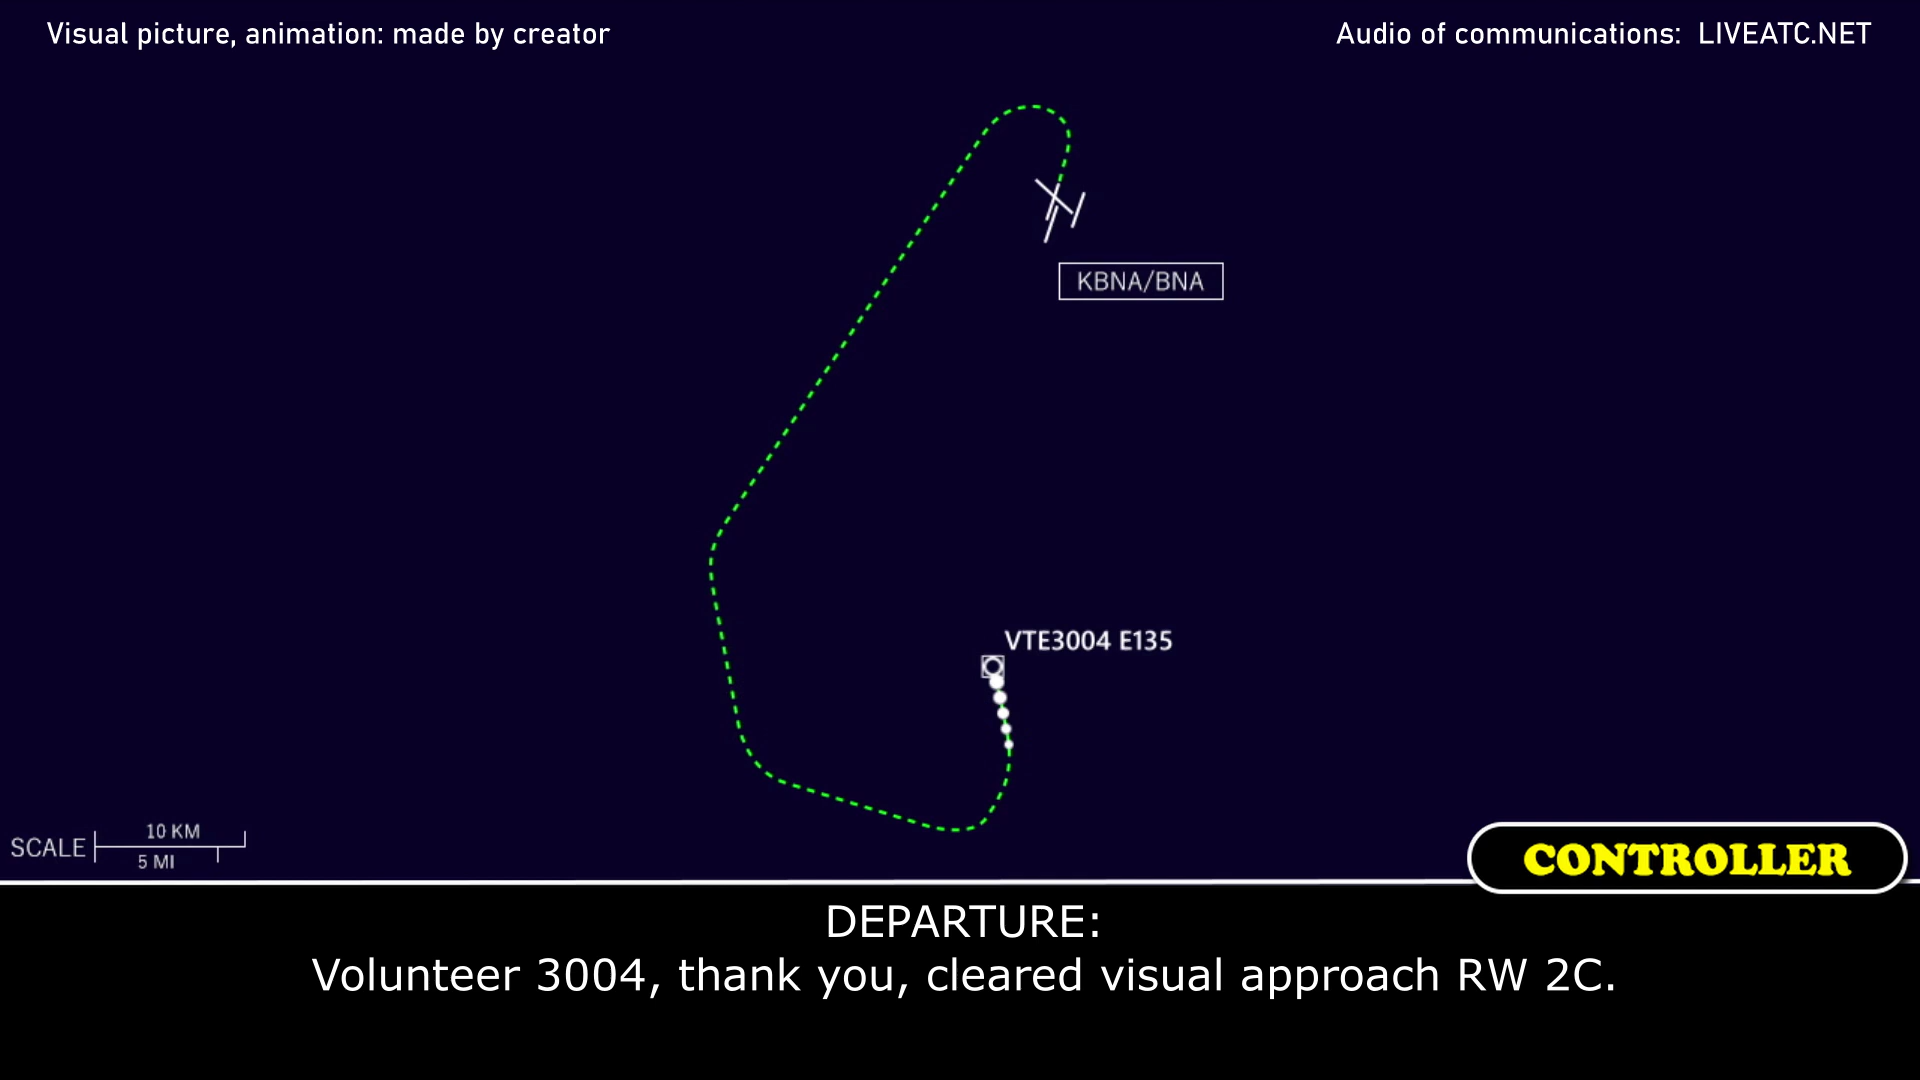 Visual picture, animation: made by creator
Audio of communications: LIVEATC.NET
KBNA/BNA
VTE3004 E135
SCALE
10 KM
5 MI
CONTROLLER
DEPARTURE:
Volunteer 3004, thank you, cleared visual approach RW 2C.